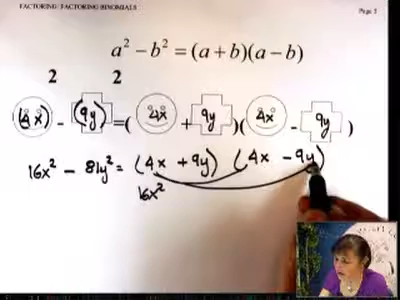 FACTORING: FACTORING BINOMIALS Page 5
a² − b² = (a + b)(a − b)
2 2
(4x) − (9y) = (4x + 9y)(4x − 9y)
16x² − 81y² = (4x + 9y) (4x − 9y)
16x²